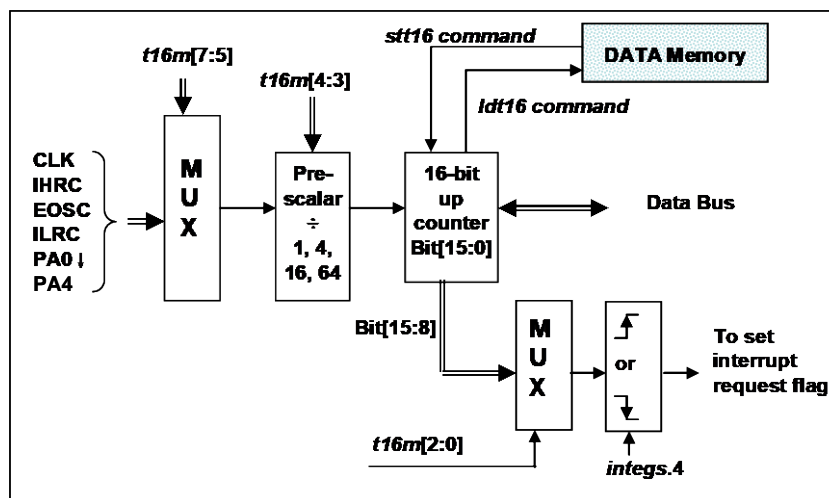 stt16 command
DATA Memory
t16m[7:5]
t16m[4:3]
ldt16 command
CLK
IHRC
EOSC
ILRC
PA0↓
PA4
M
U
X
Pre-
scalar
÷
1, 4,
16, 64
16-bit
up
counter
Bit[15:0]
Data Bus
Bit[15:8]
M
U
X
or
To set
interrupt
request flag
t16m[2:0]
integs.4